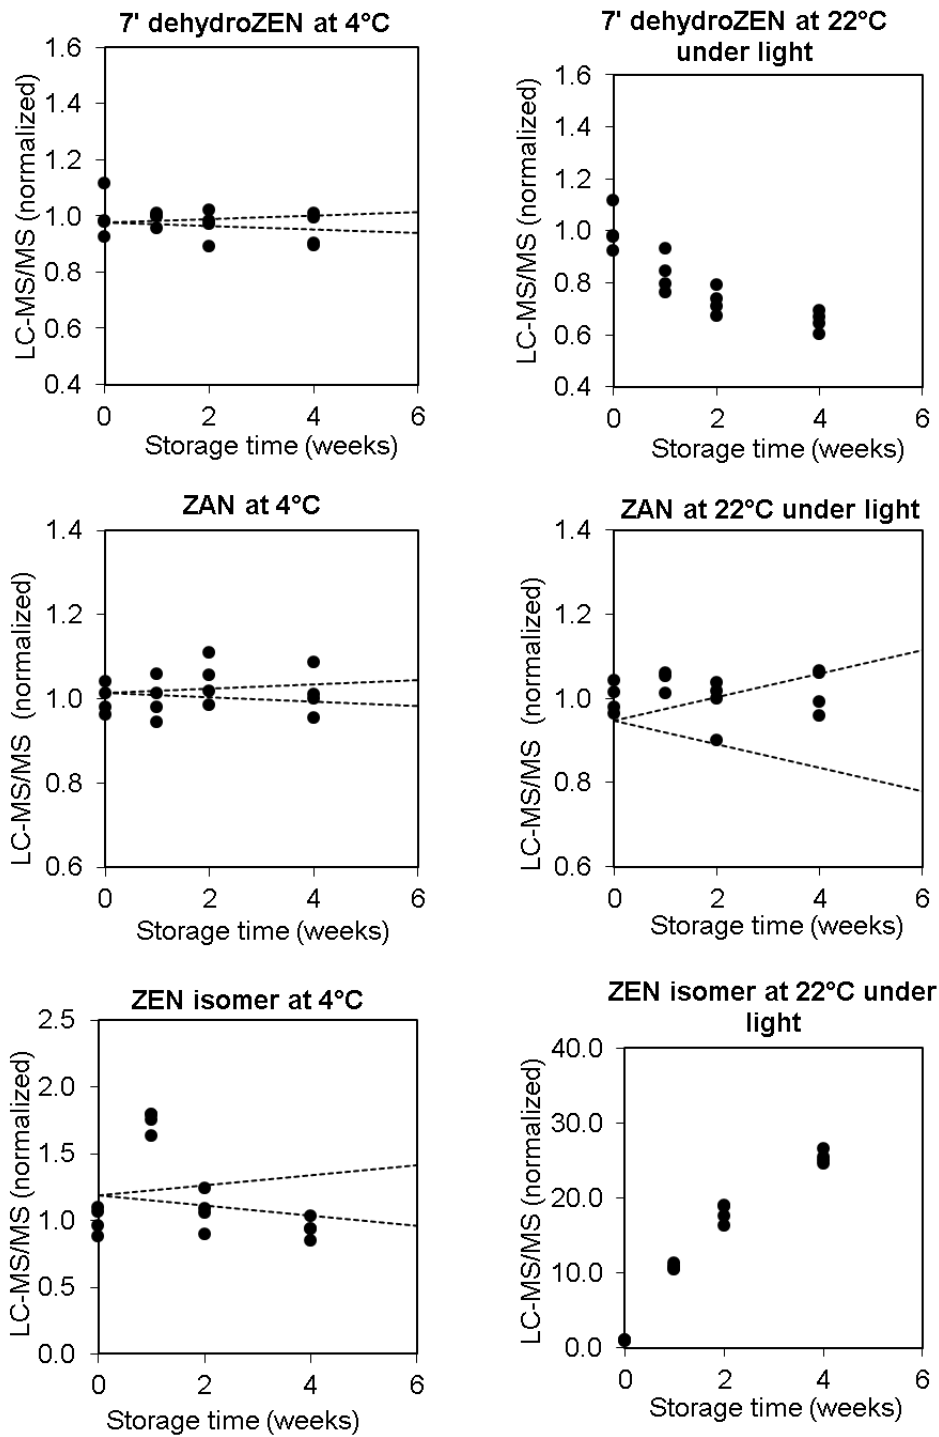 7' dehydroZEN at 4°C
LC-MS/MS (normalized)
1.6
1.4
1.2
1.0
0.8
0.6
0.4
0 2 4 6
Storage time (weeks)
7' dehydroZEN at 22°C
under light
LC-MS/MS (normalized)
1.6
1.4
1.2
1.0
0.8
0.6
0.4
0 2 4 6
Storage time (weeks)
ZAN at 4°C
LC-MS/MS (normalized)
1.4
1.2
1.0
0.8
0.6
0 2 4 6
Storage time (weeks)
ZAN at 22°C under light
LC-MS/MS (normalized)
1.4
1.2
1.0
0.8
0.6
0 2 4 6
Storage time (weeks)
ZEN isomer at 4°C
LC-MS/MS (normalized)
2.5
2.0
1.5
1.0
0.5
0.0
0 2 4 6
Storage time (weeks)
ZEN isomer at 22°C under
light
LC-MS/MS (normalized)
40.0
30.0
20.0
10.0
0.0
0 2 4 6
Storage time (weeks)